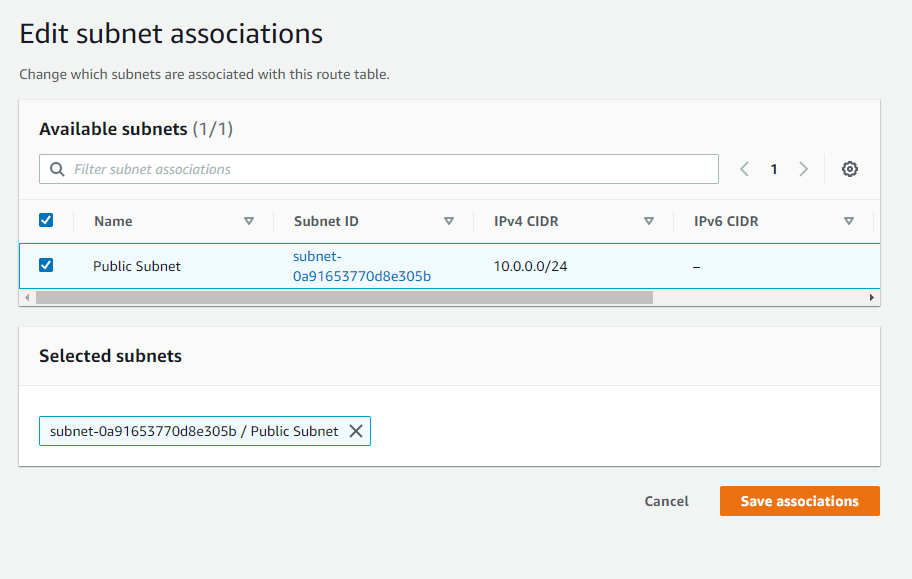 Edit subnet associations
Change which subnets are associated with this route table.
Available subnets (1/1)
Filter subnet associations
1
Name Subnet ID IPv4 CIDR IPv6 CIDR
Public Subnet subnet-0a91653770d8e305b 10.0.0.0/24 –
Selected subnets
subnet-0a91653770d8e305b / Public Subnet
Cancel Save associations